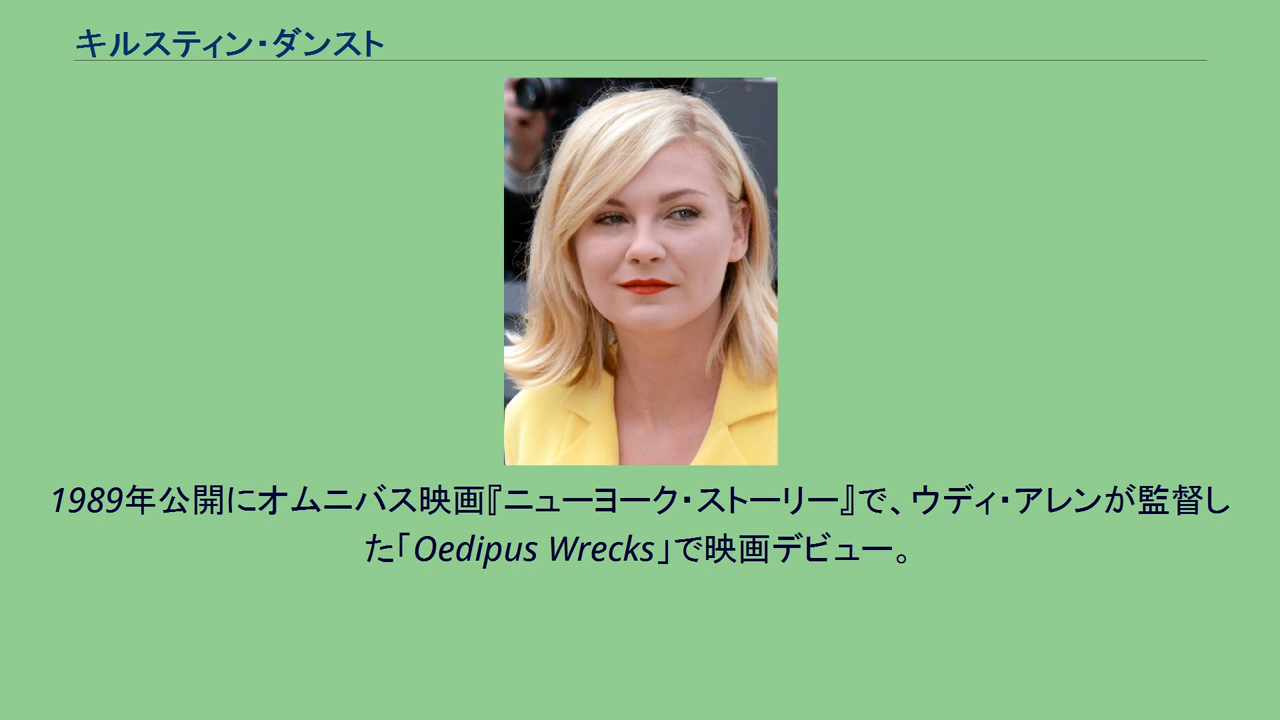 キルスティン・ダンスト
1989年公開にオムニバス映画『ニューヨーク・ストーリー』で、ウディ・アレンが監督し
た「Oedipus Wrecks」で映画デビュー。